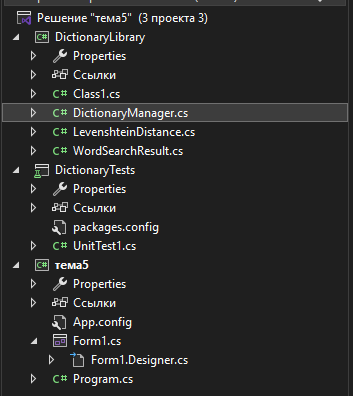 Решение "тема5" (3 проекта 3)
DictionaryLibrary
Properties
Ссылки
C# Class1.cs
C# DictionaryManager.cs
C# LevenshteinDistance.cs
C# WordSearchResult.cs
DictionaryTests
Properties
Ссылки
packages.config
C# UnitTest1.cs
C# тема5
Properties
Ссылки
App.config
Form1.cs
Form1.Designer.cs
C# Program.cs